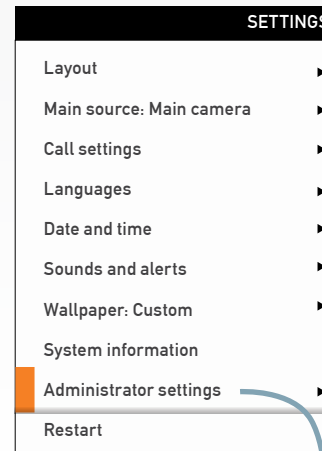 SETTINGS
Layout
Main source: Main camera
Call settings
Languages
Date and time
Sounds and alerts
Wallpaper: Custom
System information
Administrator settings
Restart